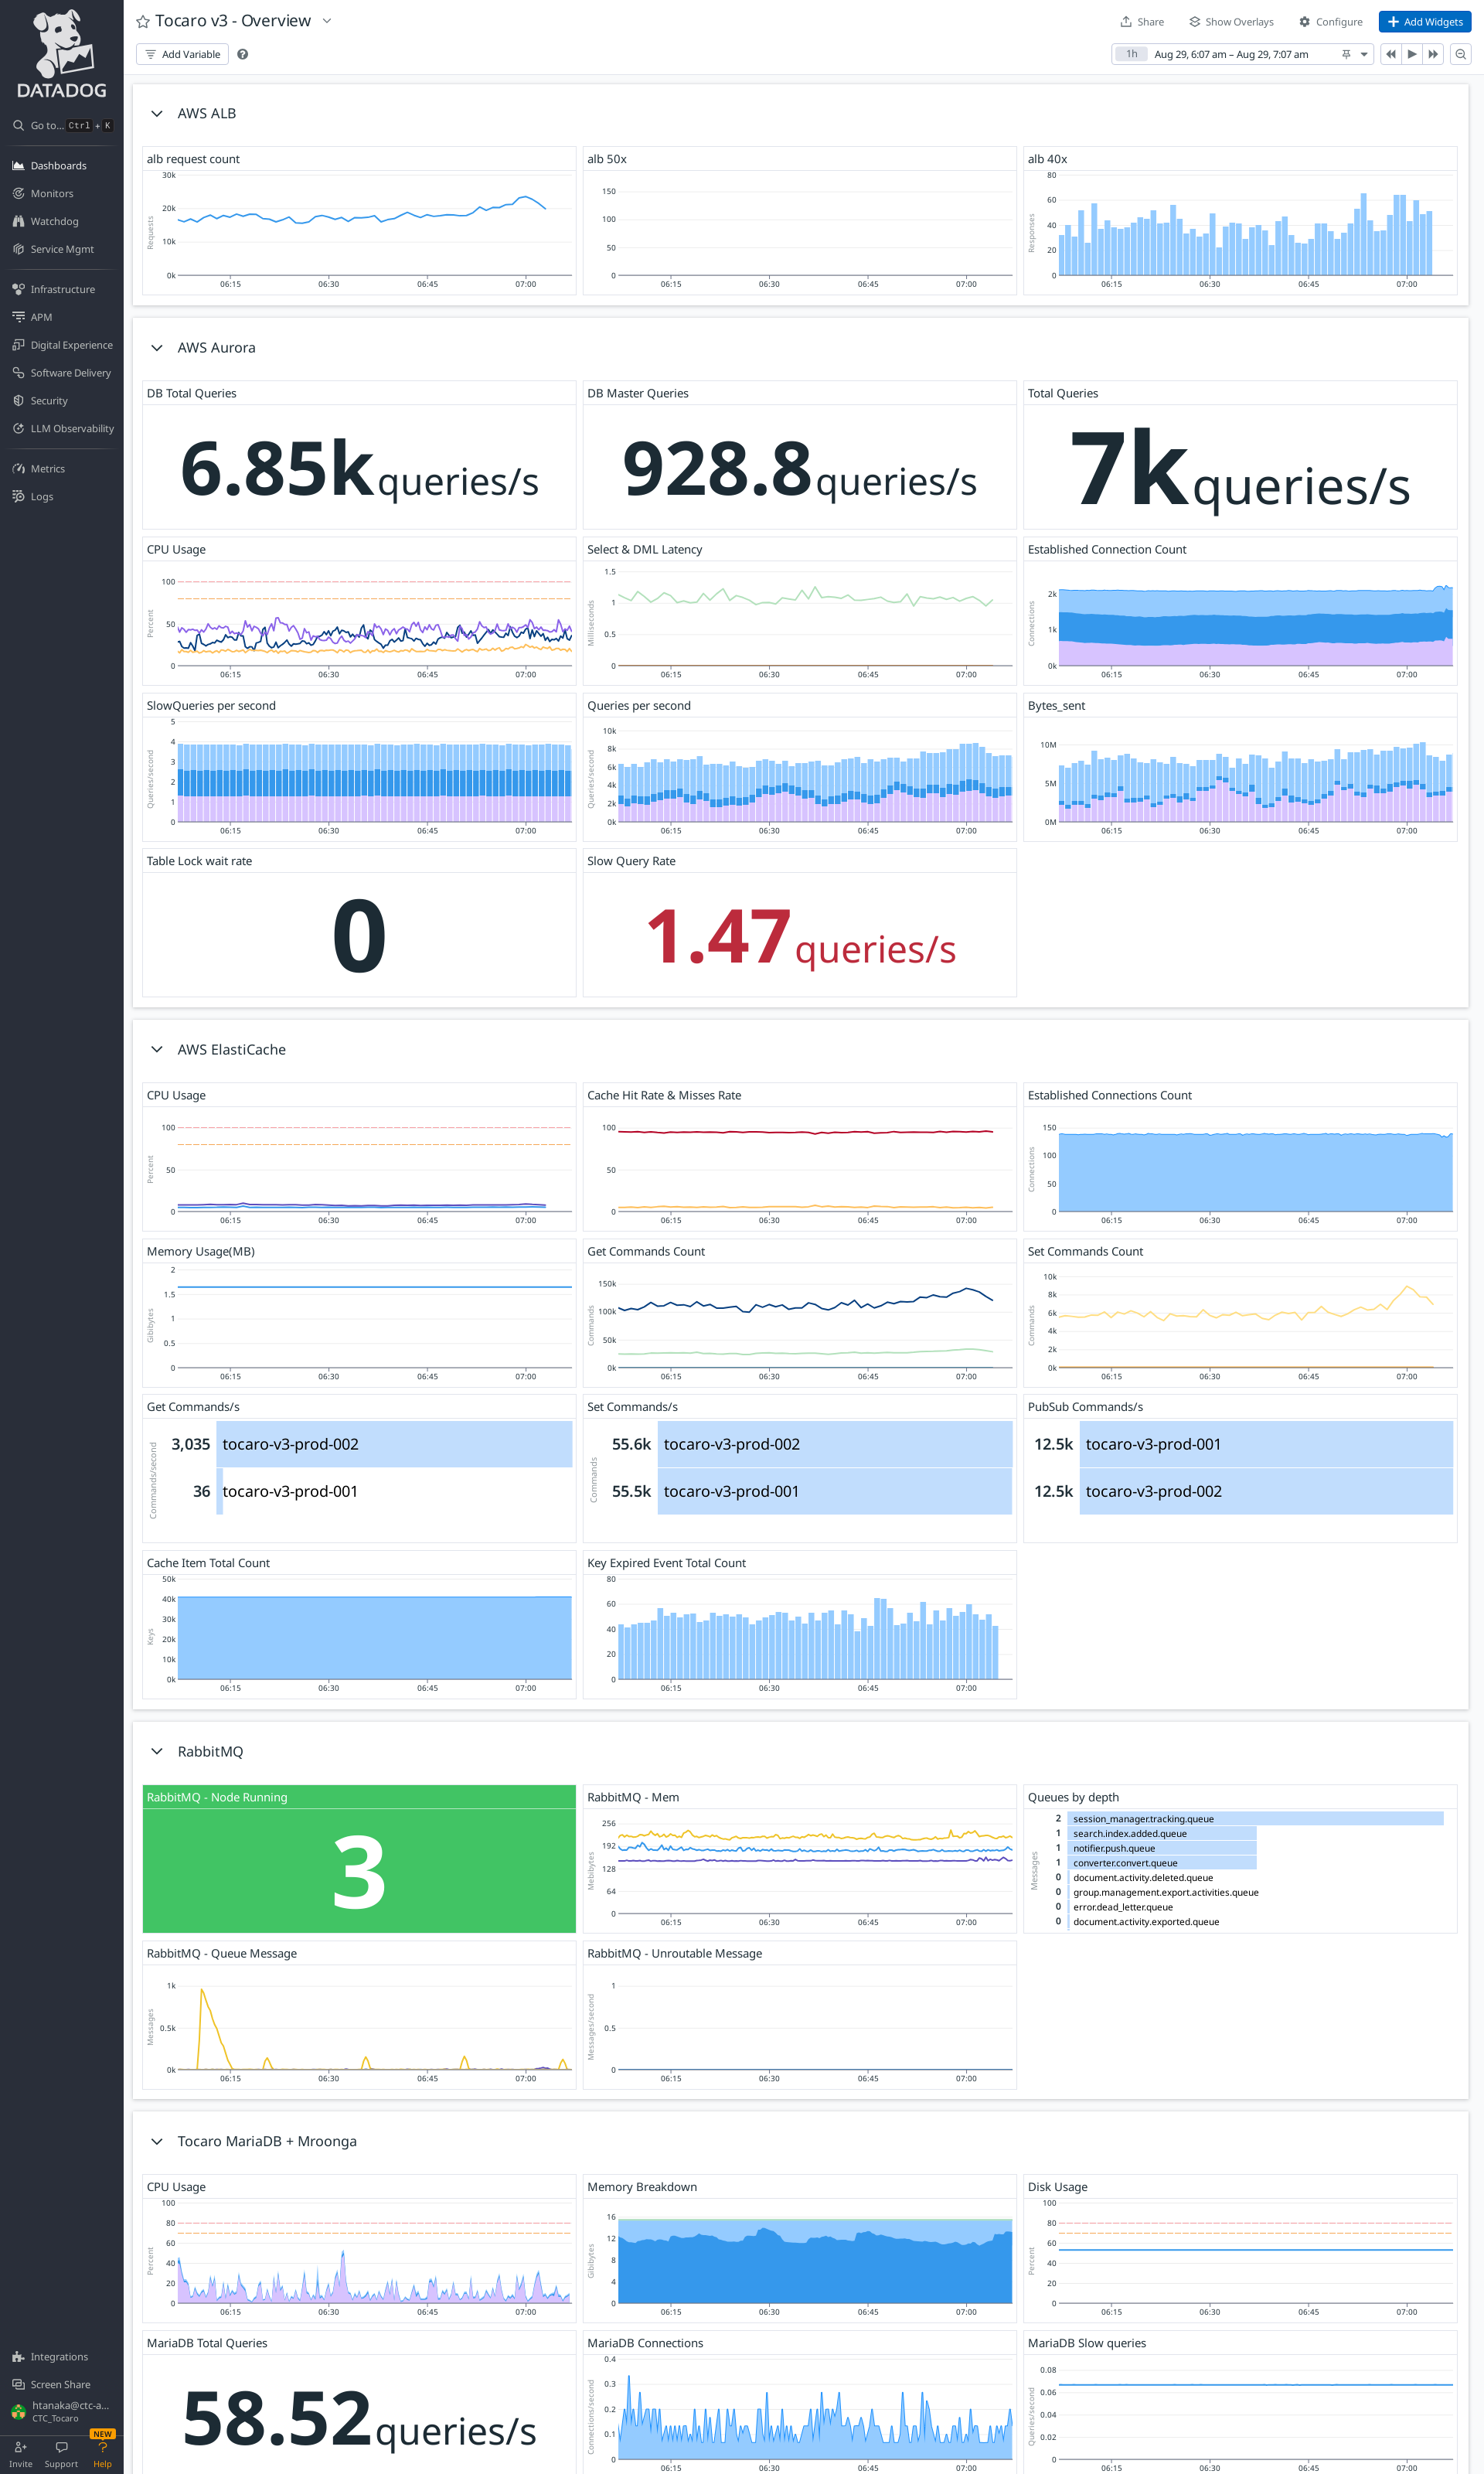 DATADOG
Go to... Ctrl + K
Dashboards
Monitors
Watchdog
Service Mgmt
Infrastructure
APM
Digital Experience
Software Delivery
Security
LLM Observability
Metrics
Logs
Integrations
Screen Share
htanaka@ctc-a...
CTC_Tocaro
NEW
Invite Support Help
Tocaro v3 - Overview
Share Show Overlays Configure Add Widgets
Add Variable
1h Aug 29, 6:07 am – Aug 29, 7:07 am
AWS ALB
alb request count
Requests
30k
20k
10k
0k
06:15 06:30 06:45 07:00
alb 50x
150
100
50
0
06:15 06:30 06:45 07:00
alb 40x
Responses
80
60
40
20
0
06:15 06:30 06:45 07:00
AWS Aurora
DB Total Queries
6.85k queries/s
DB Master Queries
928.8 queries/s
Total Queries
7k queries/s
CPU Usage
Percent
100
50
0
06:15 06:30 06:45 07:00
Select & DML Latency
Milliseconds
1.5
1
0.5
0
06:15 06:30 06:45 07:00
Established Connection Count
Connections
2k
1k
0k
06:15 06:30 06:45 07:00
SlowQueries per second
Queries/second
5
4
3
2
1
0
06:15 06:30 06:45 07:00
Queries per second
Queries/second
10k
8k
6k
4k
2k
0k
06:15 06:30 06:45 07:00
Bytes_sent
10M
5M
0M
06:15 06:30 06:45 07:00
Table Lock wait rate
0
Slow Query Rate
1.47 queries/s
AWS ElastiCache
CPU Usage
Percent
100
50
0
06:15 06:30 06:45 07:00
Cache Hit Rate & Misses Rate
100
50
0
06:15 06:30 06:45 07:00
Established Connections Count
Connections
150
100
50
0
06:15 06:30 06:45 07:00
Memory Usage(MB)
Gibibytes
2
1.5
1
0.5
0
06:15 06:30 06:45 07:00
Get Commands Count
Commands
150k
100k
50k
0k
06:15 06:30 06:45 07:00
Set Commands Count
Commands
10k
8k
6k
4k
2k
0k
06:15 06:30 06:45 07:00
Get Commands/s
Commands/second
3,035 tocaro-v3-prod-002
36 tocaro-v3-prod-001
Set Commands/s
Commands
55.6k tocaro-v3-prod-002
55.5k tocaro-v3-prod-001
PubSub Commands/s
12.5k tocaro-v3-prod-001
12.5k tocaro-v3-prod-002
Cache Item Total Count
Keys
50k
40k
30k
20k
10k
0k
06:15 06:30 06:45 07:00
Key Expired Event Total Count
80
60
40
20
0
06:15 06:30 06:45 07:00
RabbitMQ
RabbitMQ - Node Running
3
RabbitMQ - Mem
Mebibytes
256
192
128
64
0
06:15 06:30 06:45 07:00
Queues by depth
Messages
2 session_manager.tracking.queue
1 search.index.added.queue
1 notifier.push.queue
1 converter.convert.queue
0 document.activity.deleted.queue
0 group.management.export.activities.queue
0 error.dead_letter.queue
0 document.activity.exported.queue
RabbitMQ - Queue Message
Messages
1k
0.5k
0k
06:15 06:30 06:45 07:00
RabbitMQ - Unroutable Message
Messages/second
1
0.5
0
06:15 06:30 06:45 07:00
Tocaro MariaDB + Mroonga
CPU Usage
Percent
100
80
60
40
20
0
06:15 06:30 06:45 07:00
Memory Breakdown
Gibibytes
16
12
8
4
0
06:15 06:30 06:45 07:00
Disk Usage
Percent
100
80
60
40
20
0
06:15 06:30 06:45 07:00
MariaDB Total Queries
58.52 queries/s
MariaDB Connections
Connections/second
0.4
0.3
0.2
0.1
0
06:15 06:30 06:45 07:00
MariaDB Slow queries
Queries/second
0.08
0.06
0.04
0.02
0
06:15 06:30 06:45 07:00